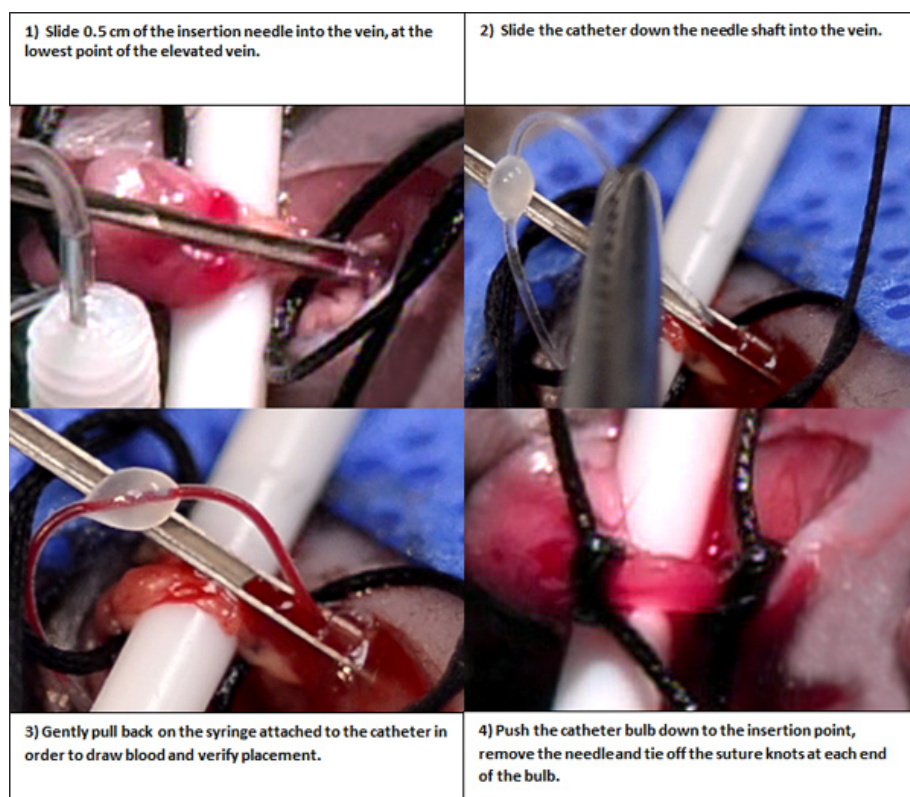 1) Slide 0.5 cm of the insertion needle into the vein, at the
lowest point of the elevated vein.
2) Slide the catheter down the needle shaft into the vein.
3) Gently pull back on the syringe attached to the catheter in
order to draw blood and verify placement.
4) Push the catheter bulb down to the insertion point,
remove the needle and tie off the suture knots at each end
of the bulb.